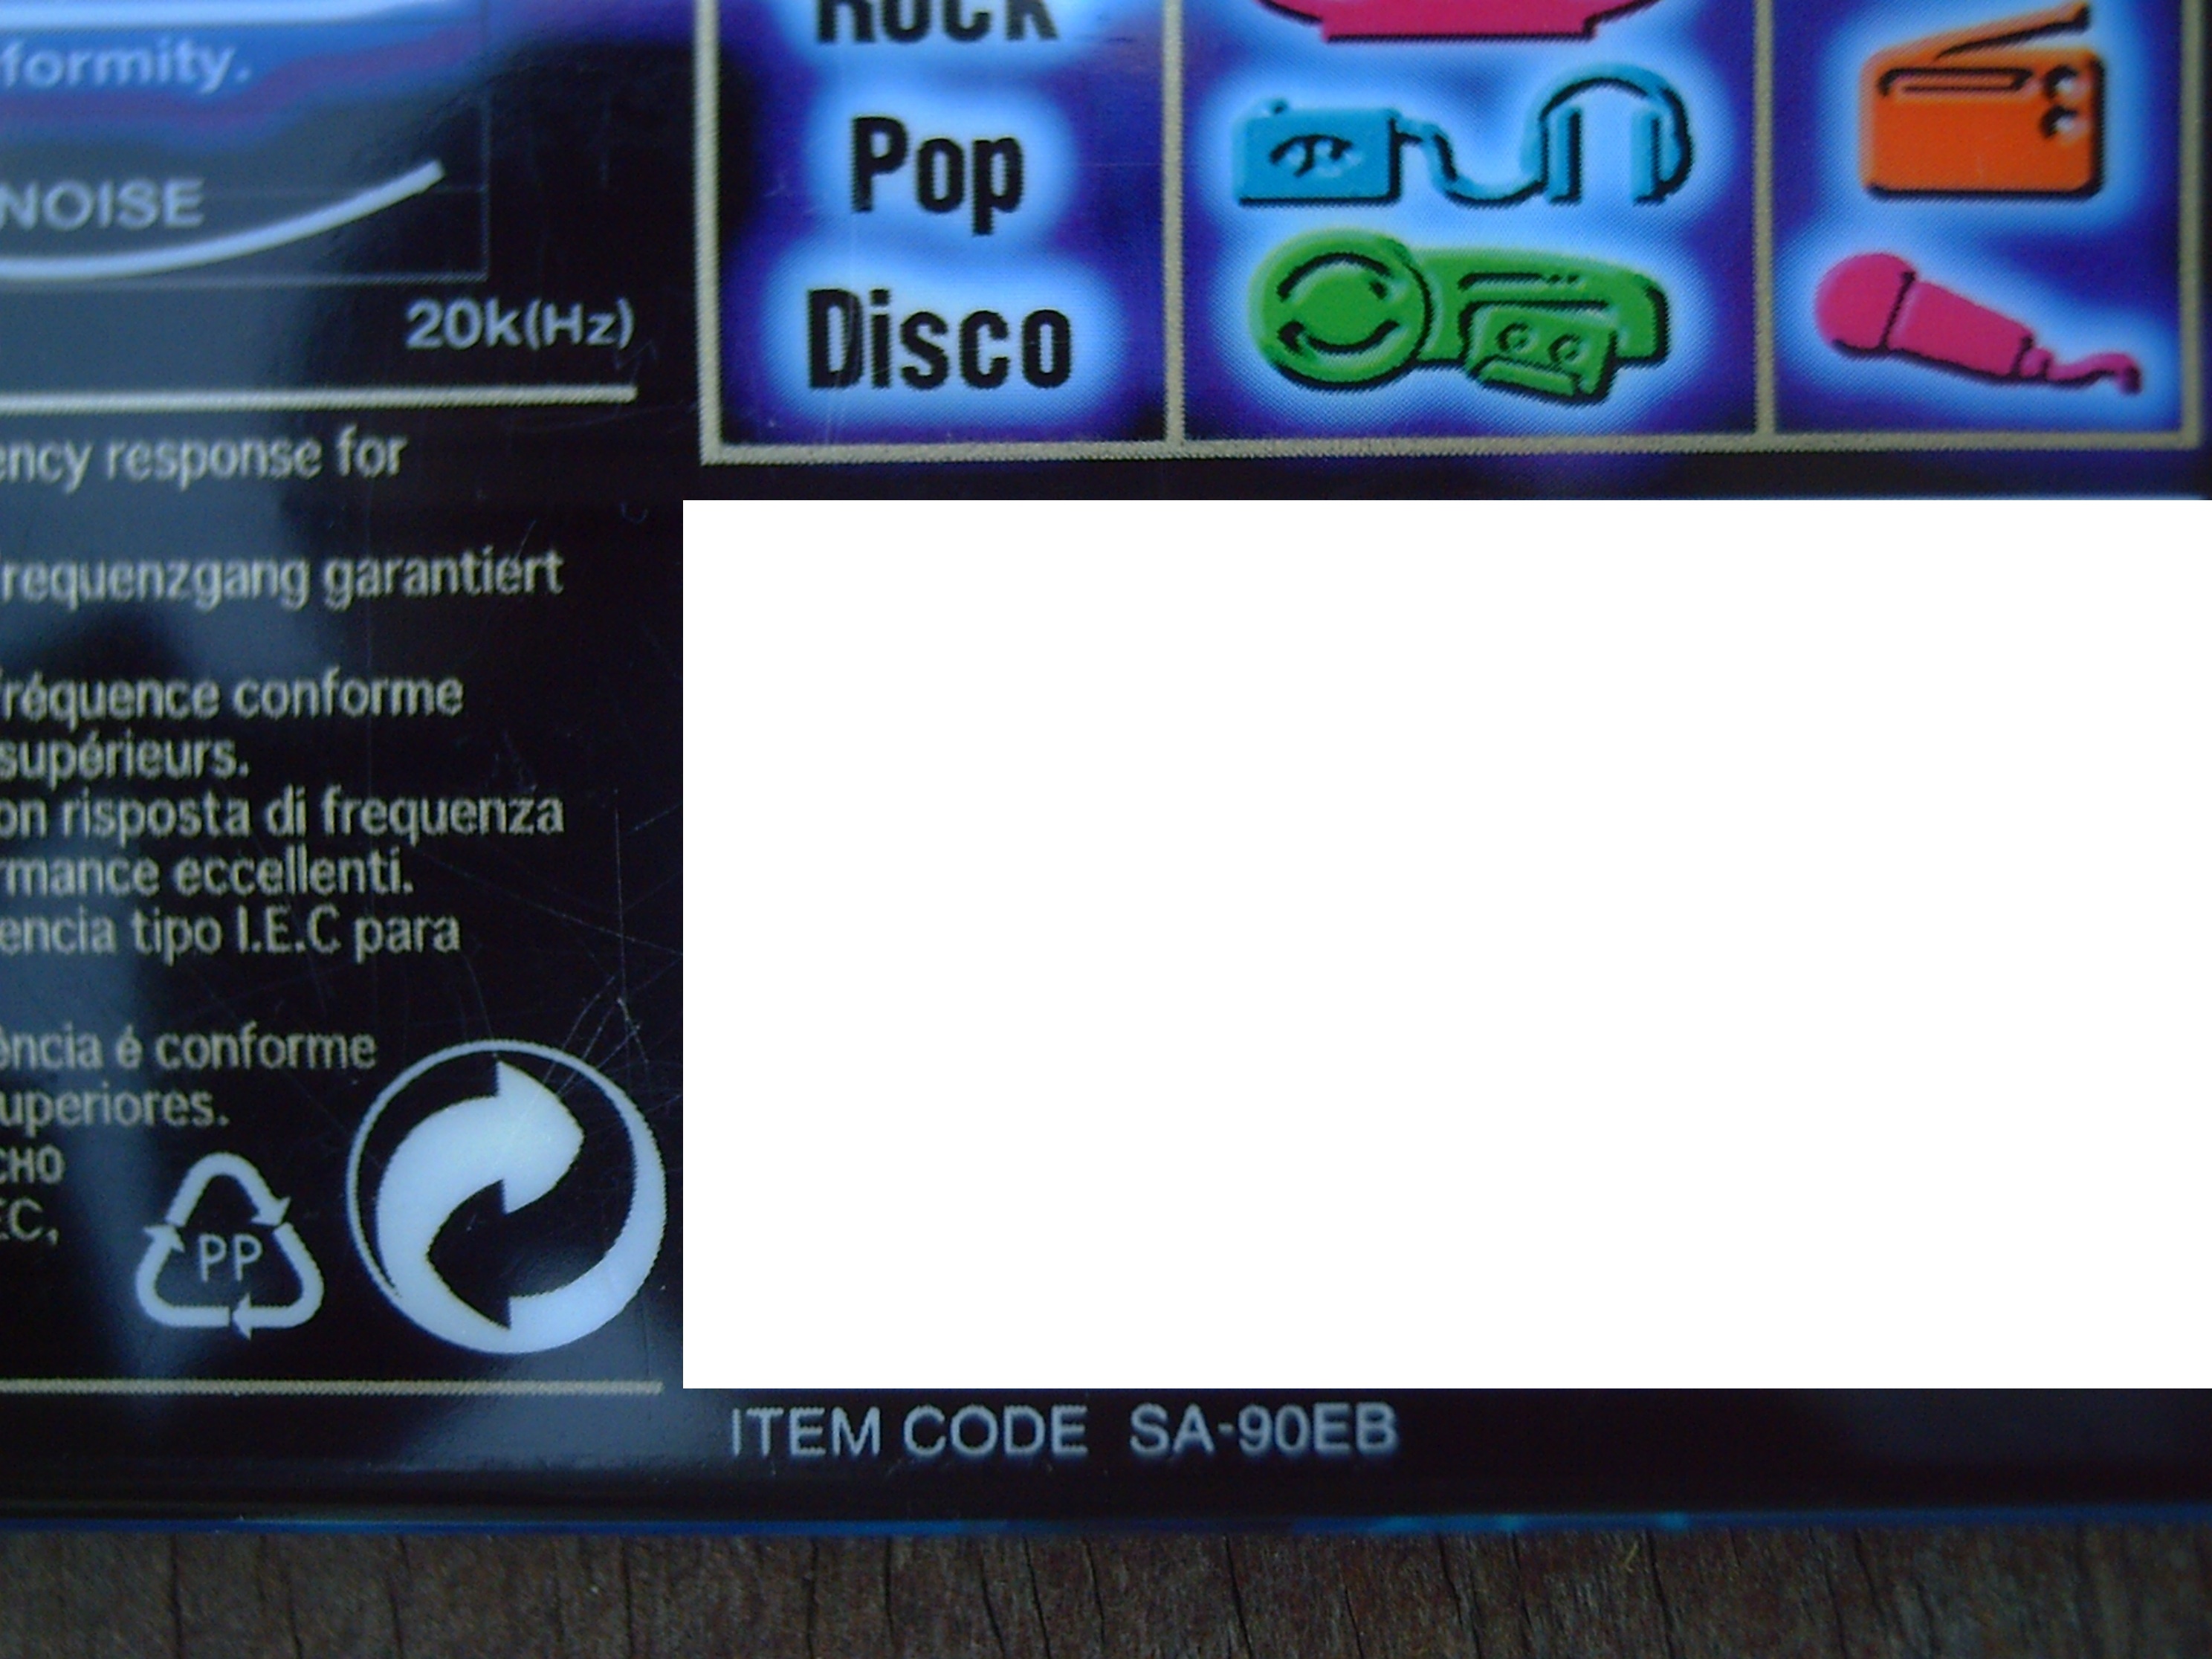 formity.
NOISE
20k(Hz)
ency response for
requenzgang garantiert
réquence conforme
supérieurs.
on risposta di frequenza
rmance eccellenti.
encia tipo I.E.C para
ência é conforme
uperiores.
CHO
EC,
PP
Rock
Pop
Disco
ITEM CODE SA-90EB